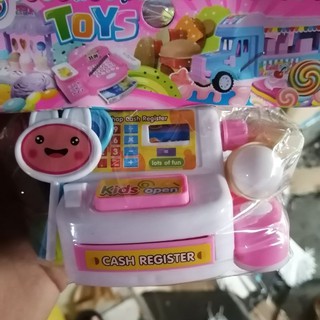 TOYS
Shop Cash Register
lots of fun
Kids
open
CASH REGISTER